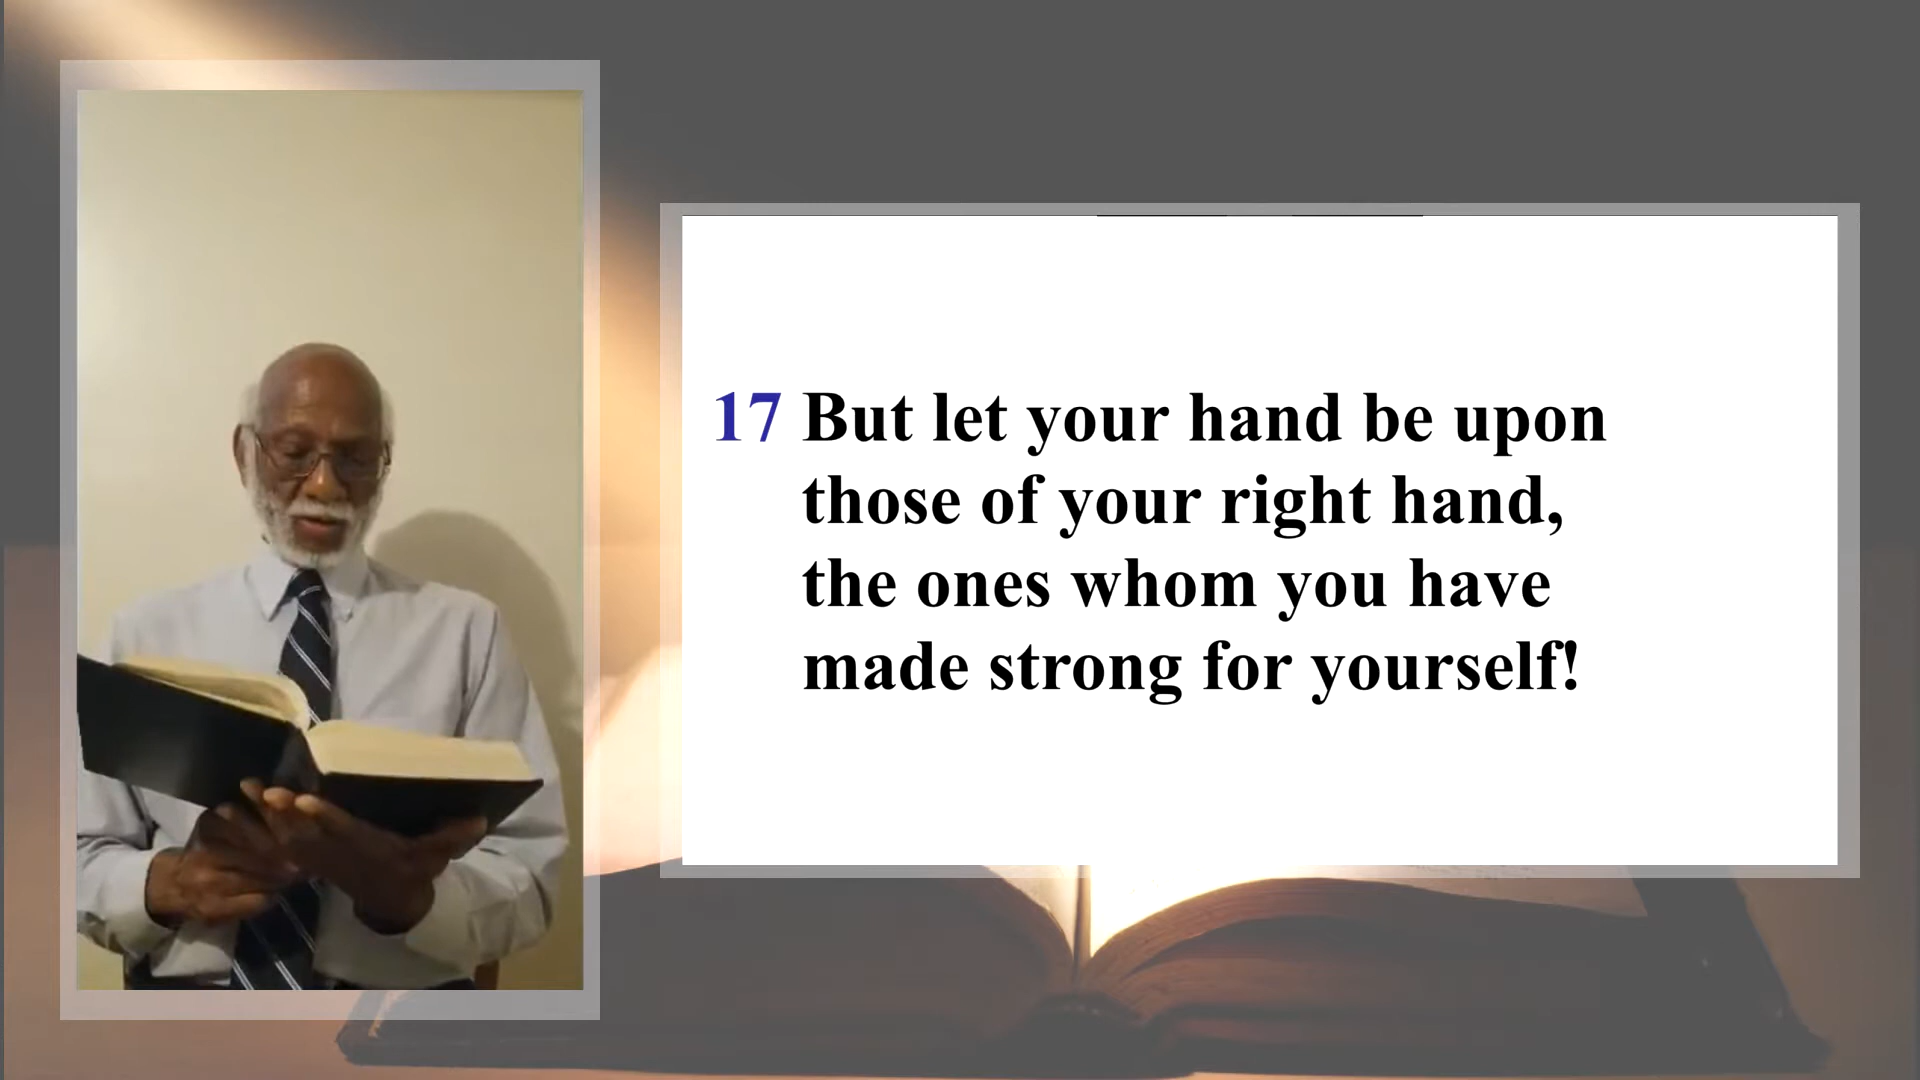 17 But let your hand be upon
those of your right hand,
the ones whom you have
made strong for yourself!